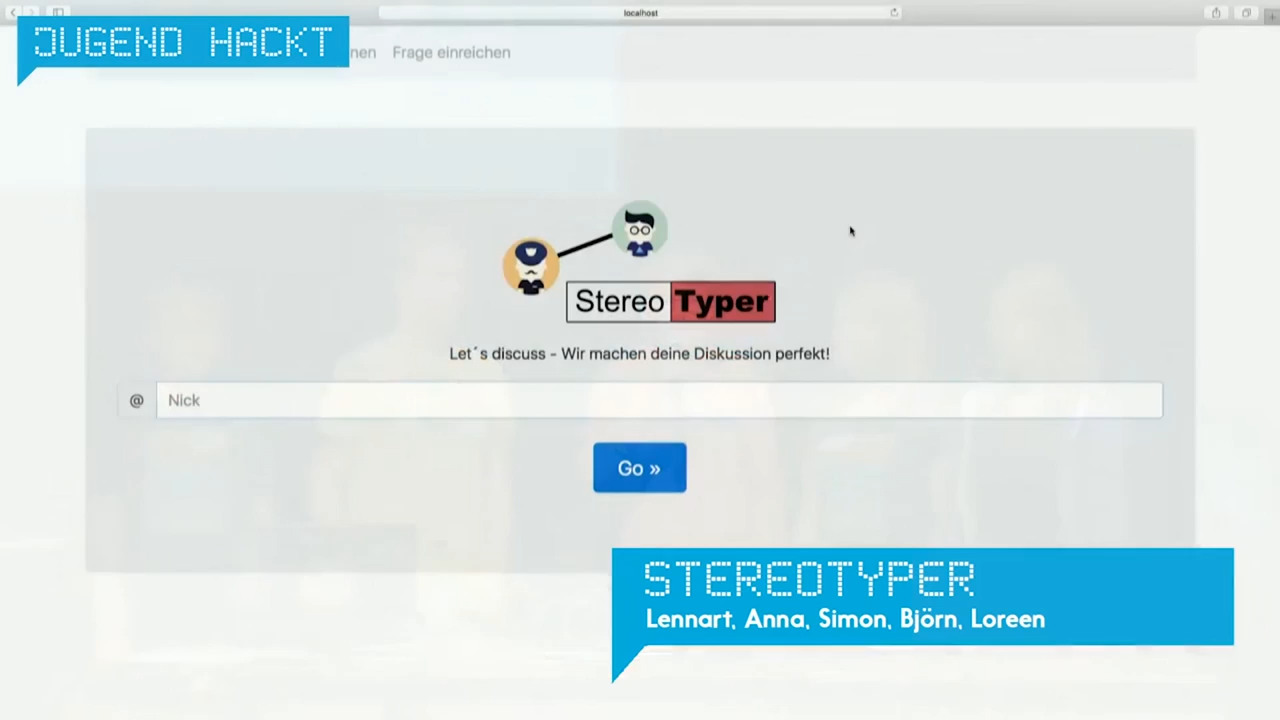 localhost
JUGEND HACKT
nen Frage einreichen
Stereo Typer
Let´s discuss - Wir machen deine Diskussion perfekt!
@ Nick
Go »
STEREOTYPER
Lennart, Anna, Simon, Björn, Loreen